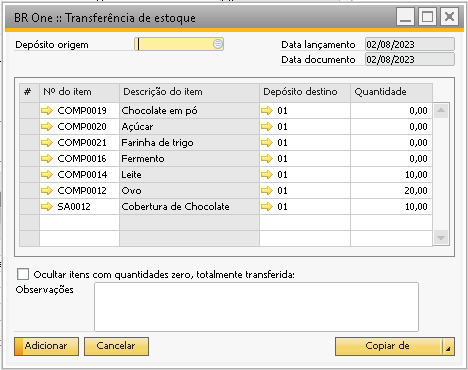 BR One :: Transferência de estoque
Depósito origem
Data lançamento 02/08/2023
Data documento 02/08/2023
# Nº do item Descrição do item Depósito destino Quantidade
COMP0019 Chocolate em pó 01 0,00
COMP0020 Açúcar 01 0,00
COMP0021 Farinha de trigo 01 0,00
COMP0016 Fermento 01 0,00
COMP0014 Leite 01 10,00
COMP0012 Ovo 01 20,00
SA0012 Cobertura de Chocolate 01 10,00
Ocultar itens com quantidades zero, totalmente transferida:
Observações
Adicionar Cancelar Copiar de